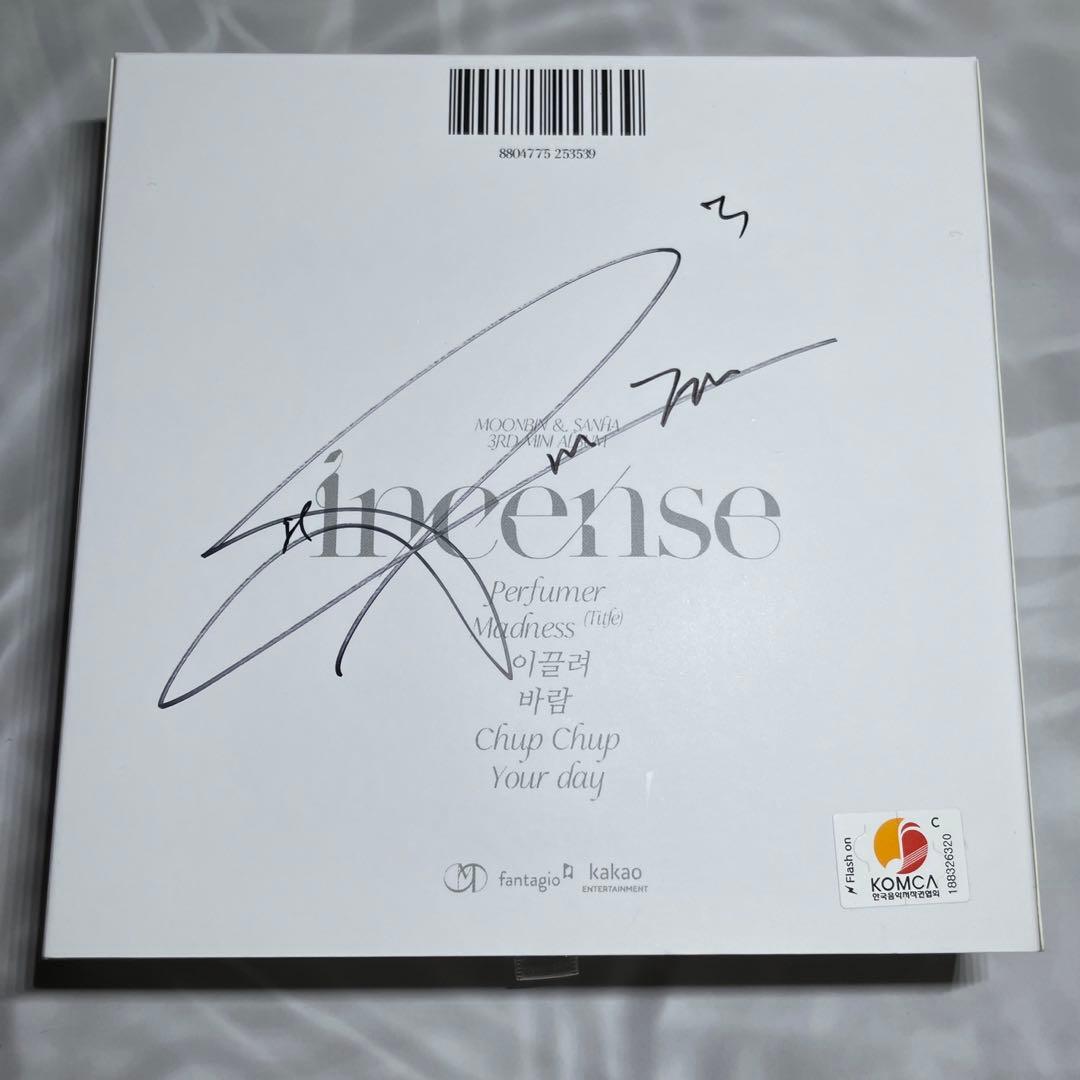 8804775 253539
MOONBIN & SANHA
3RD MINI ALBUM
incense
Perfumer
Madness (Title)
이끌려
바람
Chup Chup
Your day
fantagio
kakao
ENTERTAINMENT
Flash on
C
KOMCA
한국음악저작권협회
188326320